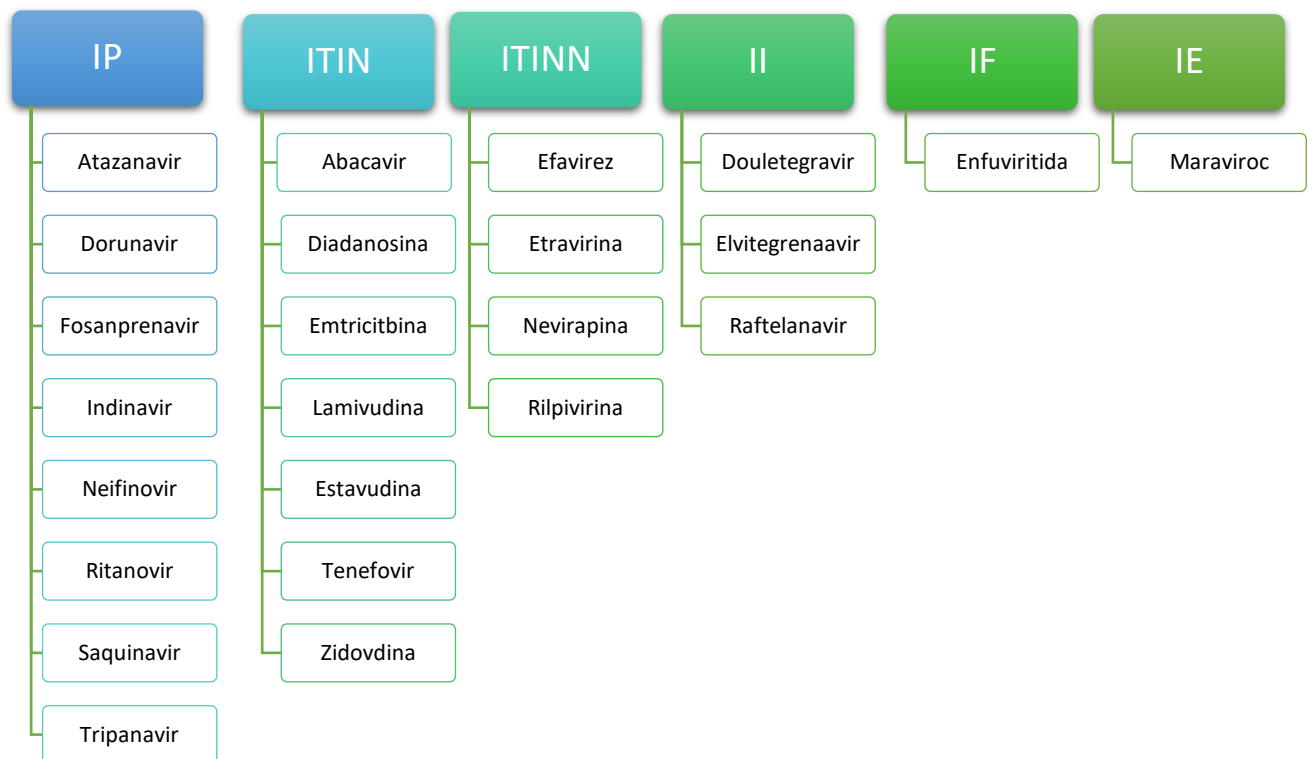 IP
Atazanavir
Dorunavir
Fosanprenavir
Indinavir
Neifinovir
Ritanovir
Saquinavir
Tripanavir
ITIN
Abacavir
Diadanosina
Emtricitbina
Lamivudina
Estavudina
Tenefovir
Zidovdina
ITINN
Efavirez
Etravirina
Nevirapina
Rilpivirina
II
Douletegravir
Elvitegrenaavir
Raftelanavir
IF
Enfuviritida
IE
Maraviroc